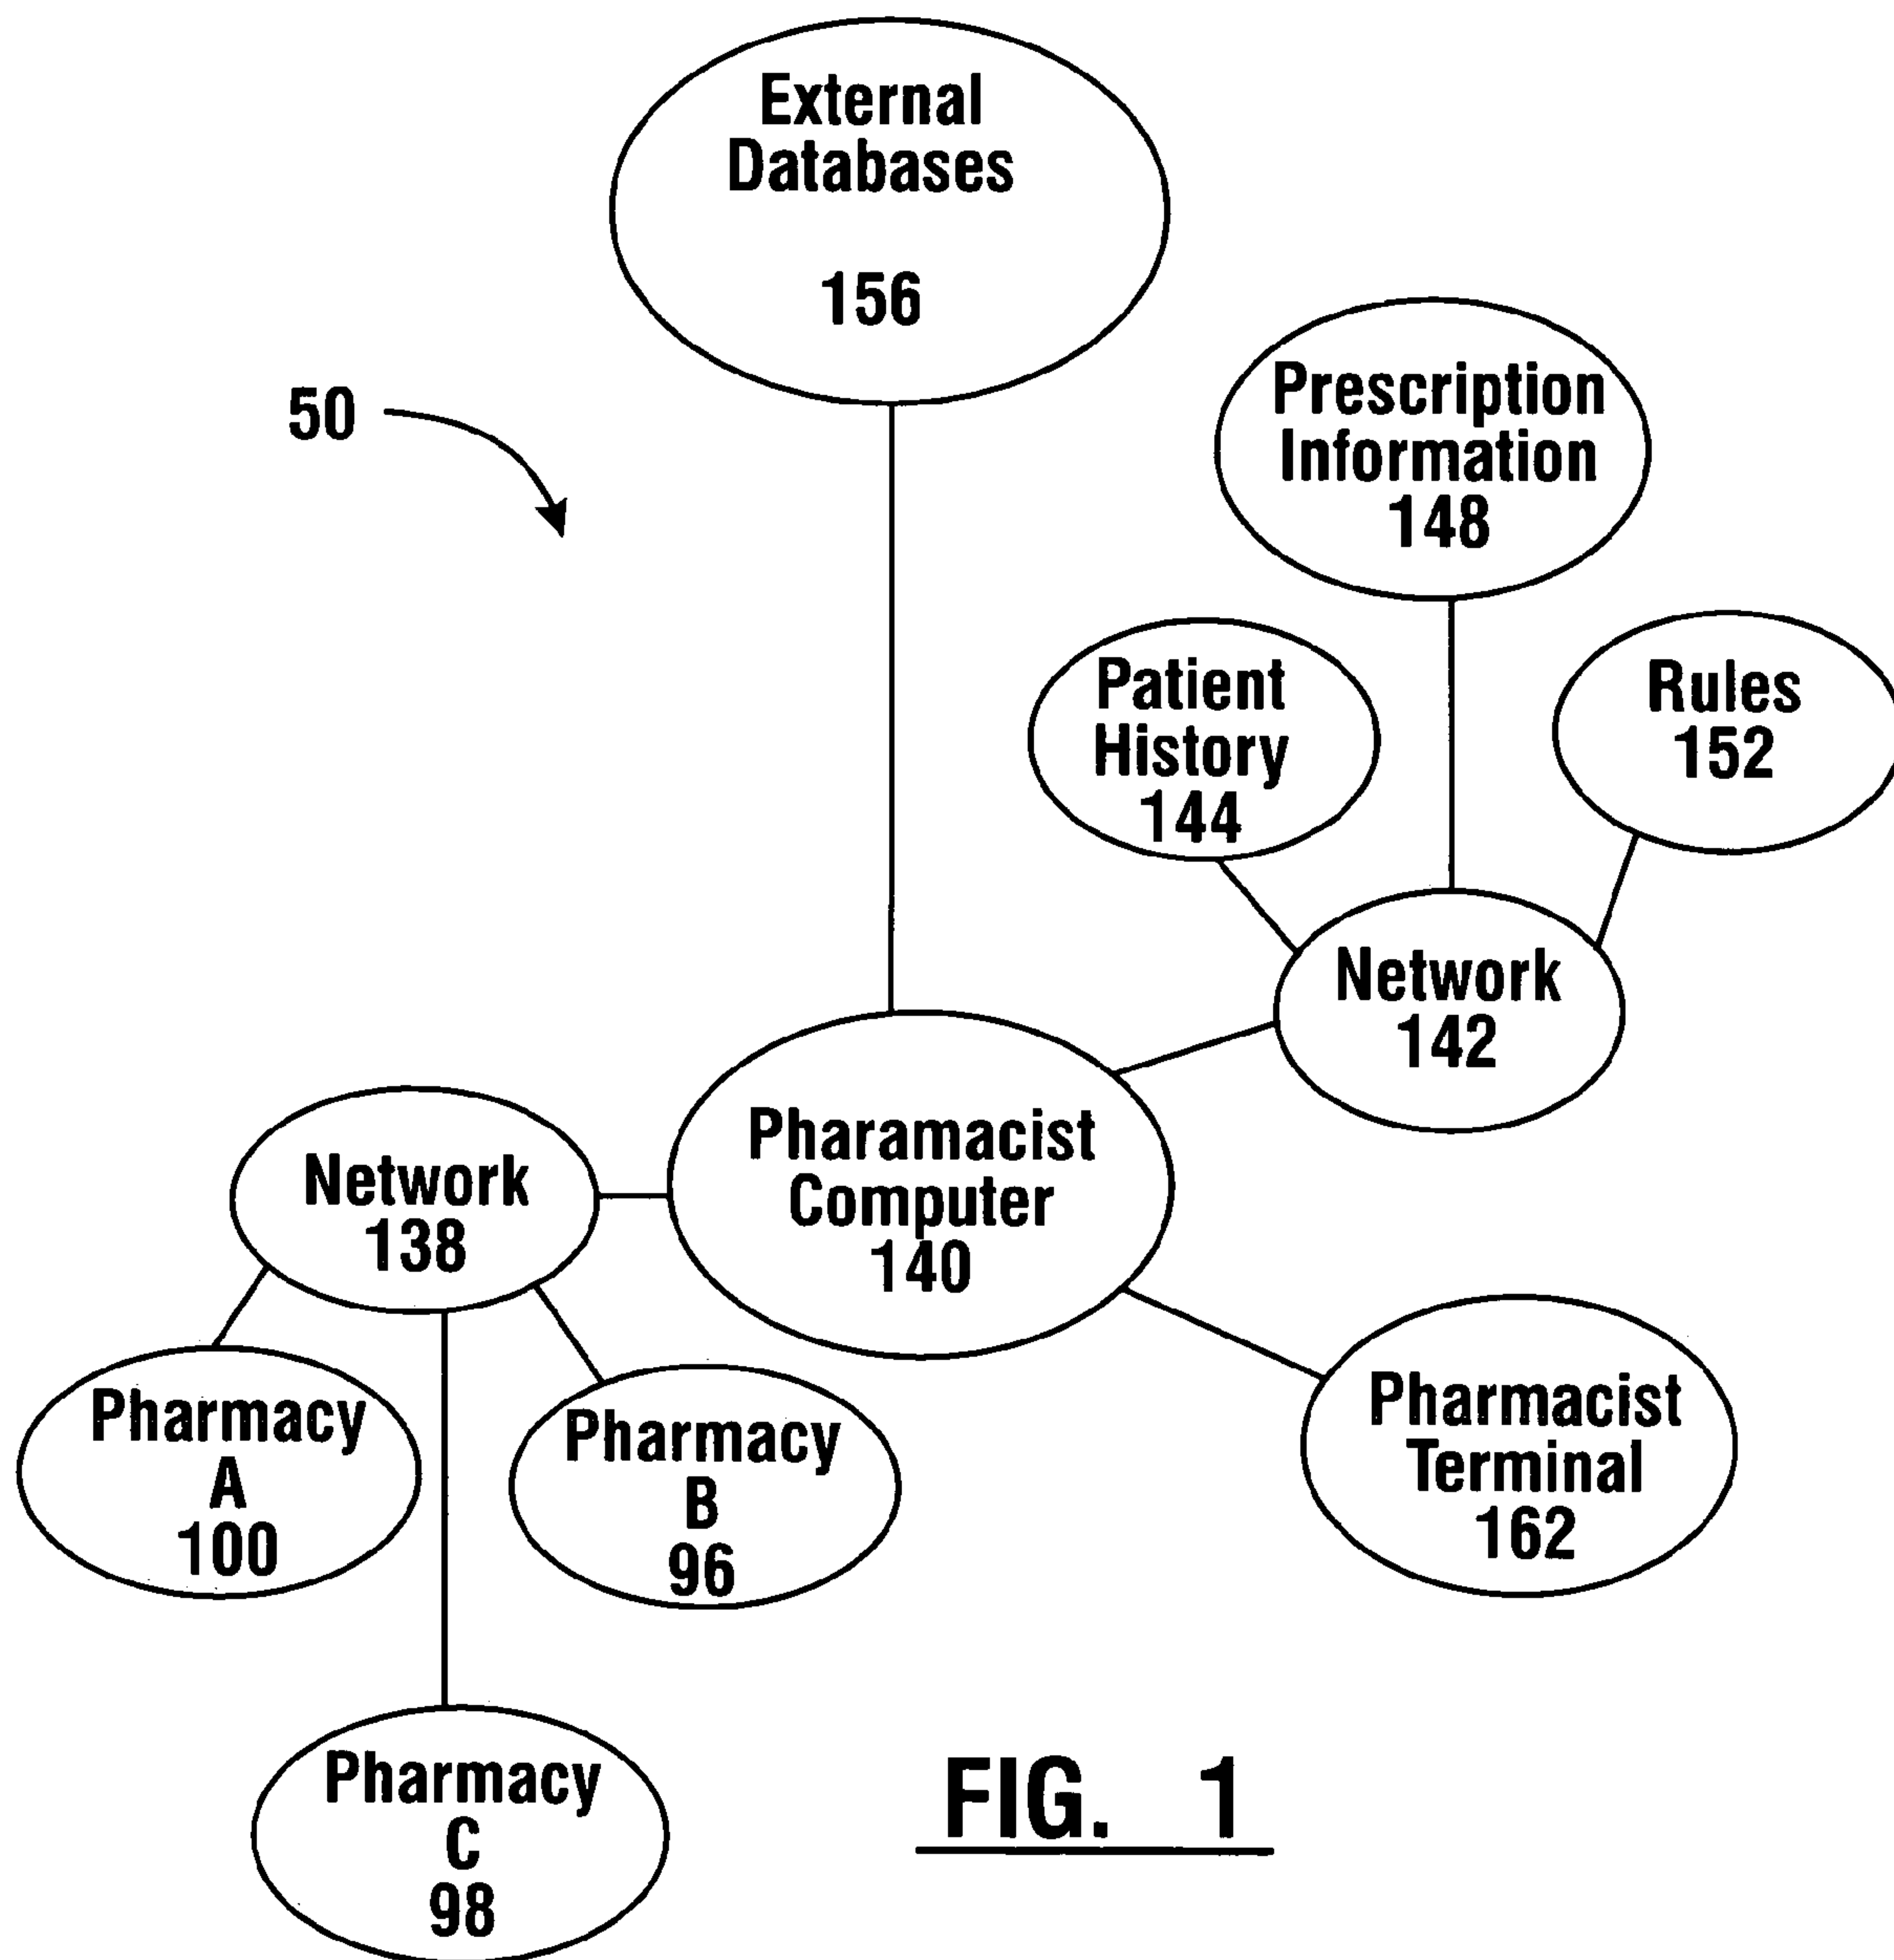 External
Databases
156
50
Prescription
Information
148
Patient
History
144
Rules
152
Network
142
Pharamacist
Computer
140
Network
138
Pharmacy
A
100
Pharmacy
B
96
Pharmacist
Terminal
162
Pharmacy
C
98
FIG. 1